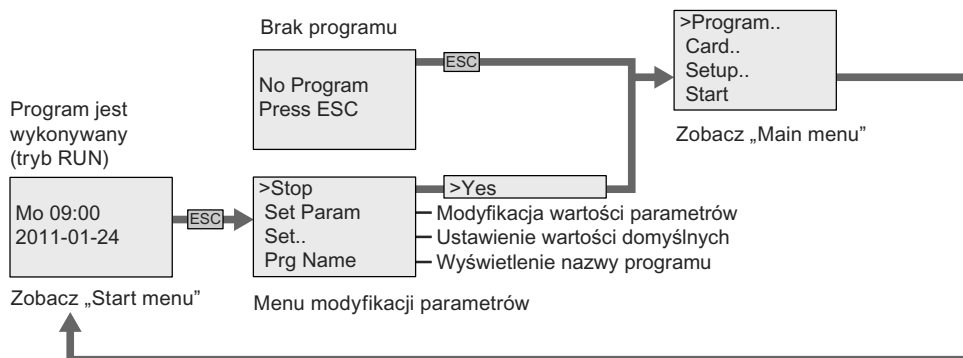 Brak programu
No Program
Press ESC
ESC
>Program..
Card..
Setup..
Start
Zobacz „Main menu”
Program jest
wykonywany
(tryb RUN)
Mo 09:00
2011-01-24
Zobacz „Start menu”
ESC
>Stop
Set Param
Set..
Prg Name
Menu modyfikacji parametrów
>Yes
Modyfikacja wartości parametrów
Ustawienie wartości domyślnych
Wyświetlenie nazwy programu